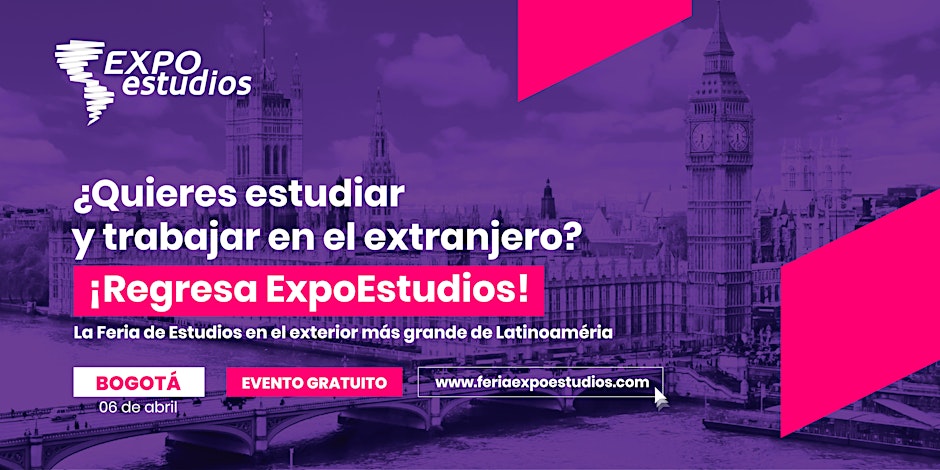 EXPO
estudios
¿Quieres estudiar
y trabajar en el extranjero?
¡Regresa ExpoEstudios!
La Feria de Estudios en el exterior más grande de Latinoaméria
BOGOTÁ
06 de abril
EVENTO GRATUITO
www.feriaexpoestudios.com